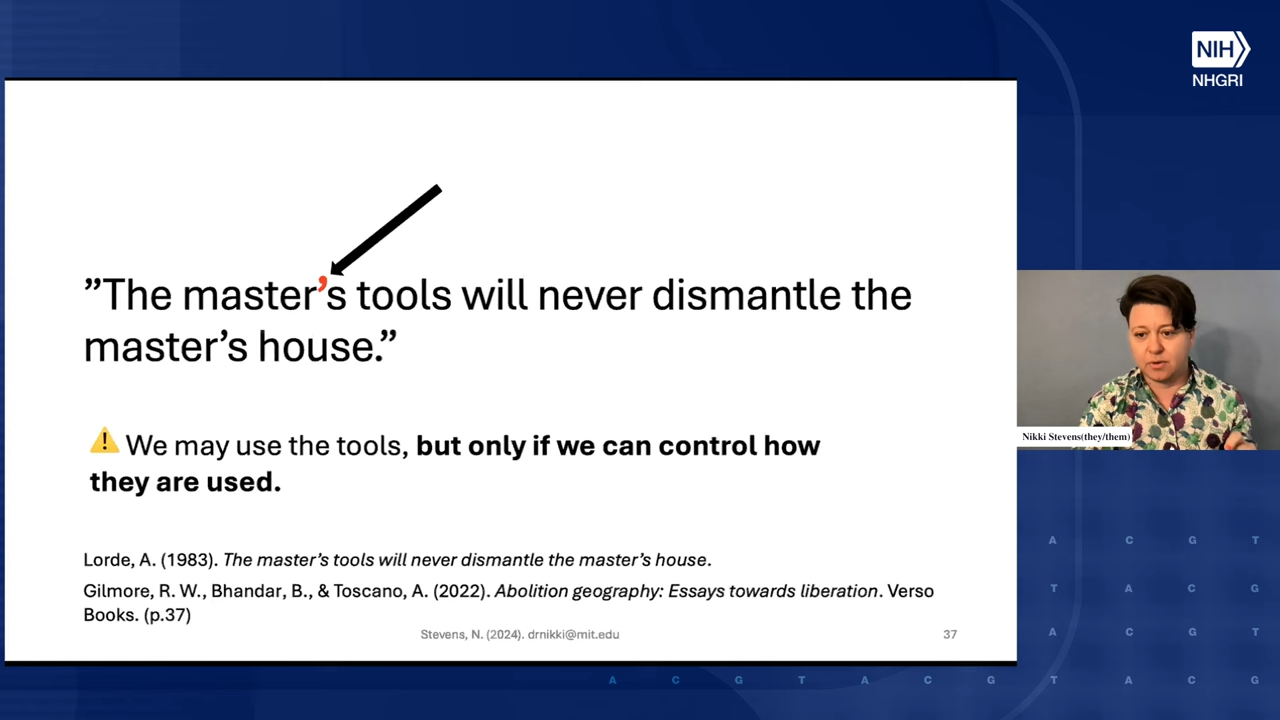 NIH
NHGRI
”The master’s tools will never dismantle the
master’s house.”
⚠️ We may use the tools, but only if we can control how
they are used.
Nikki Stevens(they/them)
Lorde, A. (1983). The master’s tools will never dismantle the master’s house.
Gilmore, R. W., Bhandar, B., & Toscano, A. (2022). Abolition geography: Essays towards liberation. Verso
Books. (p.37)
Stevens, N. (2024). drnikki@mit.edu
37
A C G T
T A C G
A C G T
A C G T A C G T A C G